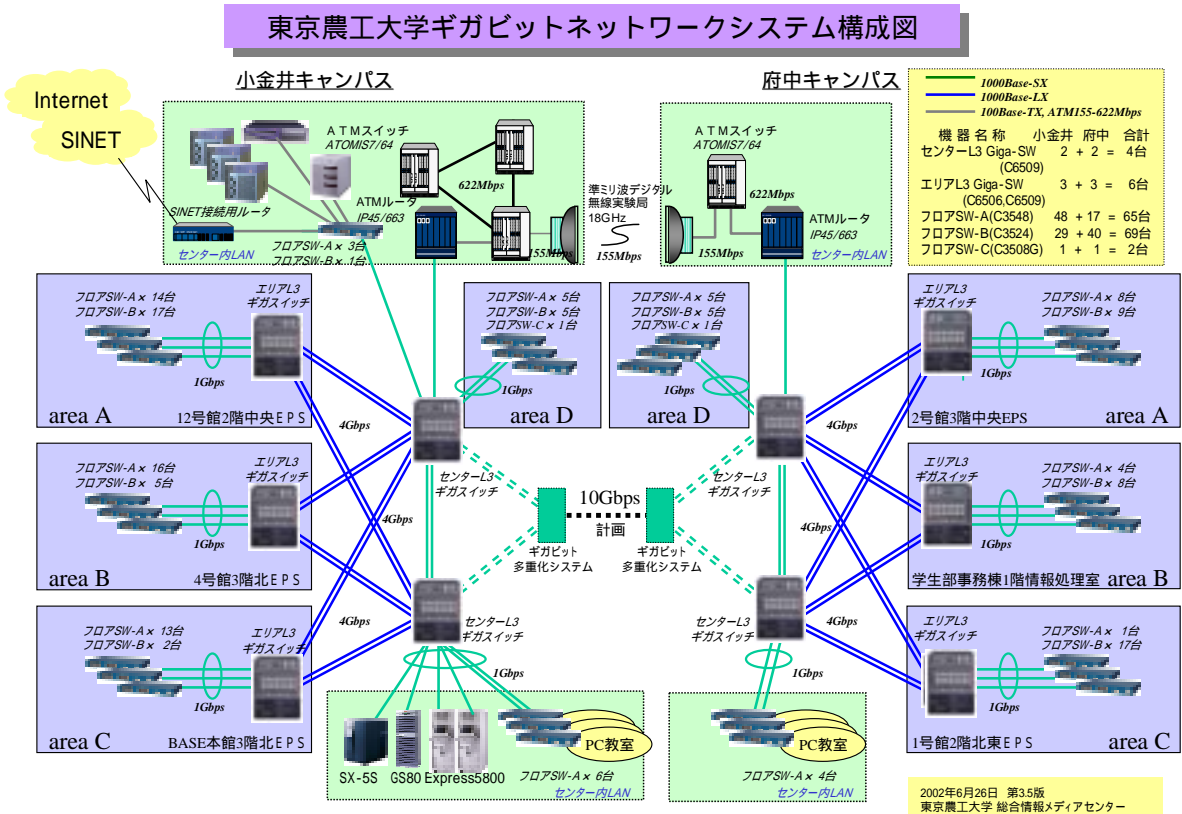 東京農工大学ギガビットネットワークシステム構成図
小金井キャンパス
府中キャンパス
Internet
SINET
ATMスイッチ
ATOMIS7/64
622Mbps
ATMルータ
IP45/663
SINET接続用ルータ
フロアSW-A× 3台
フロアSW-B× 1台
センター内LAN
155Mbps
準ミリ波デジタル
無線実験局
18GHz
155Mbps
ATMスイッチ
ATOMIS7/64
622Mbps
ATMルータ
IP45/663
155Mbps
センター内LAN
1000Base-SX
1000Base-LX
100Base-TX, ATM155-622Mbps
機 器 名 称 小金井 府中 合計
センターL3 Giga-SW 2 + 2 = 4台
(C6509)
エリアL3 Giga-SW 3 + 3 = 6台
(C6506,C6509)
フロアSW-A(C3548) 48 + 17 = 65台
フロアSW-B(C3524) 29 + 40 = 69台
フロアSW-C(C3508G) 1 + 1 = 2台
フロアSW-A× 14台
フロアSW-B× 17台
エリアL3
ギガスイッチ
1Gbps
area A
12号館2階中央EPS
フロアSW-A× 5台
フロアSW-B× 5台
フロアSW-C×1台
1Gbps
area D
フロアSW-A× 5台
フロアSW-B× 5台
フロアSW-C×1台
1Gbps
area D
エリアL3
ギガスイッチ
フロアSW-A× 8台
フロアSW-B× 9台
1Gbps
2号館3階中央EPS
area A
4Gbps
4Gbps
フロアSW-A× 16台
フロアSW-B× 5台
エリアL3
ギガスイッチ
1Gbps
area B
4号館3階北EPS
4Gbps
センターL3
ギガスイッチ
10Gbps
計画
ギガビット
多重化システム
ギガビット
多重化システム
センターL3
ギガスイッチ
4Gbps
エリアL3
ギガスイッチ
フロアSW-A× 4台
フロアSW-B× 8台
1Gbps
学生部事務棟1階情報処理室
area B
フロアSW-A× 13台
フロアSW-B× 2台
エリアL3
ギガスイッチ
1Gbps
area C
BASE本館3階北EPS
4Gbps
センターL3
ギガスイッチ
1Gbps
センターL3
ギガスイッチ
1Gbps
4Gbps
エリアL3
ギガスイッチ
フロアSW-A× 1台
フロアSW-B× 17台
1Gbps
1号館2階北東EPS
area C
SX-5S
GS80
Express5800
PC教室
フロアSW-A× 6台
センター内LAN
PC教室
フロアSW-A× 4台
センター内LAN
2002年6月26日 第3.5版
東京農工大学 総合情報メディアセンター